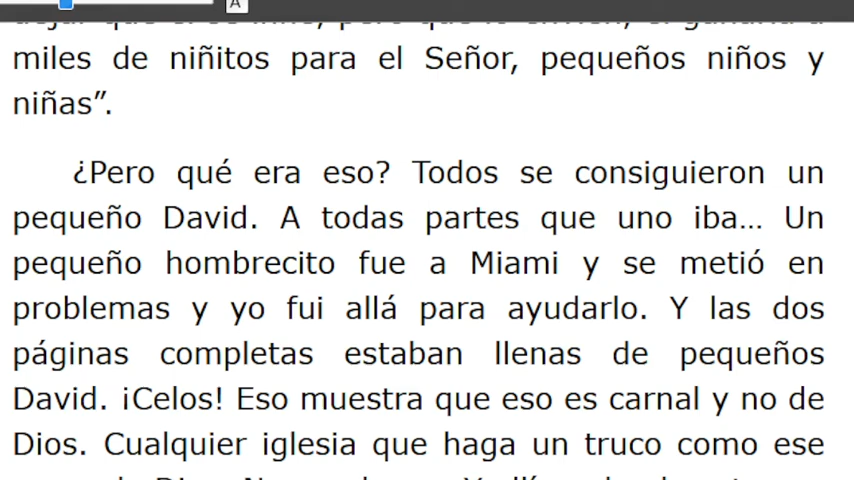 A
miles de niñitos para el Señor, pequeños niños y
niñas”.
¿Pero qué era eso? Todos se consiguieron un
pequeño David. A todas partes que uno iba… Un
pequeño hombrecito fue a Miami y se metió en
problemas y yo fui allá para ayudarlo. Y las dos
páginas completas estaban llenas de pequeños
David. ¡Celos! Eso muestra que eso es carnal y no de
Dios. Cualquier iglesia que haga un truco como ese